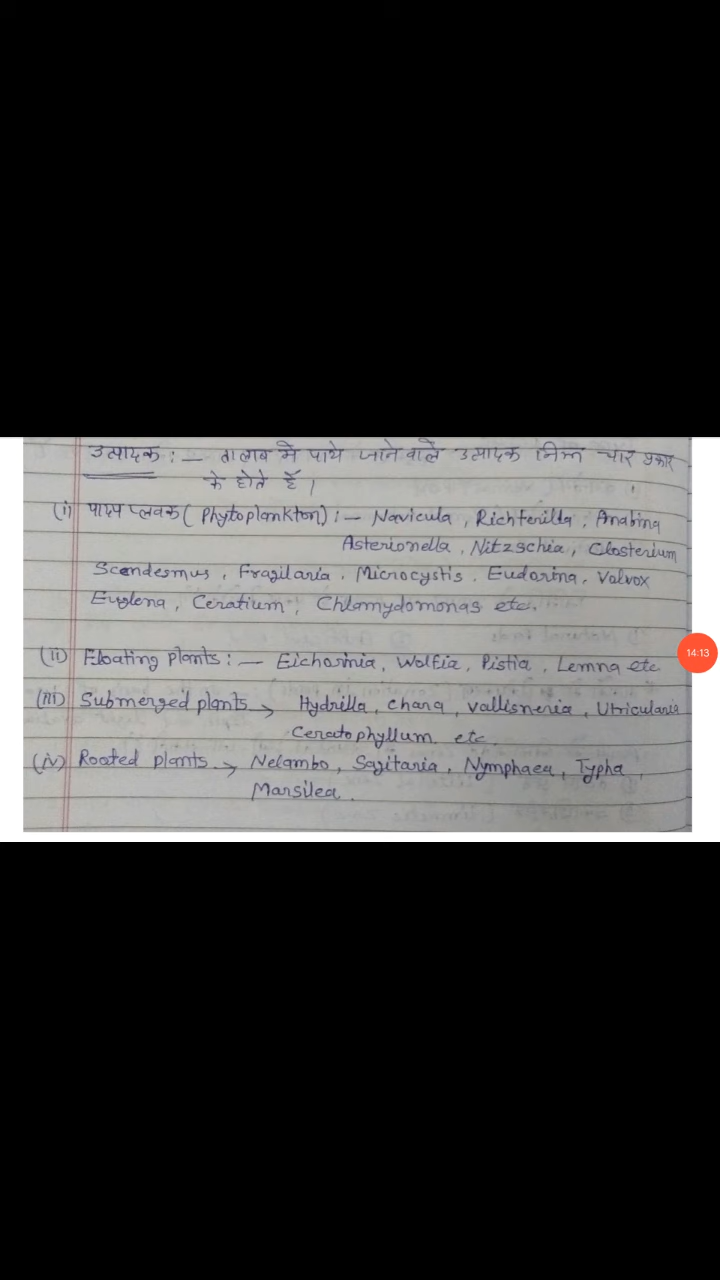 उत्पादक :- तालाब में पाये जाने वाले उत्पादक निम्न चार प्रकार
के होते हैं।
(i) पादप प्लवक (Phytoplankton) :- Navicula, Richterilla, Anabina
Asterionella, Nitzschia, Closterium
Scendesmus, Fragilaria, Microcystis, Eudorina, Volvox
Euglena, Ceratium, Chlamydomonas etc.
(ii) Floating plants :- Eichornia, Wolfia, Pistia, Lemna etc
(iii) Submerged plants → Hydrilla, chara, vallisneria, Utricularia
Ceratophyllum etc
(iv) Rooted plants → Nelambo, Sagitaria, Nymphaea, Typha,
Marsilea.
14:13